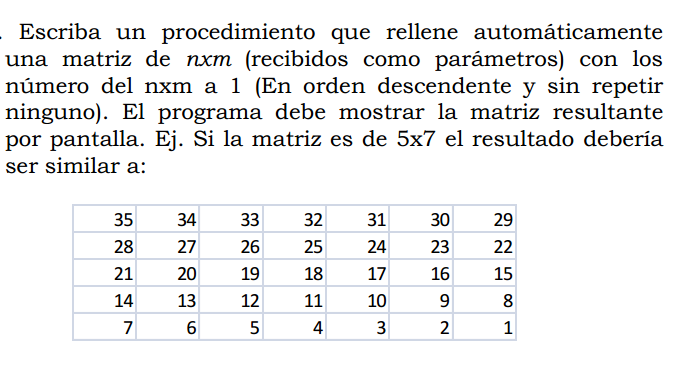 . Escriba un procedimiento que rellene automáticamente
una matriz de nxm (recibidos como parámetros) con los
número del nxm a 1 (En orden descendente y sin repetir
ninguno). El programa debe mostrar la matriz resultante
por pantalla. Ej. Si la matriz es de 5x7 el resultado debería
ser similar a:
35 34 33 32 31 30 29
28 27 26 25 24 23 22
21 20 19 18 17 16 15
14 13 12 11 10 9 8
7 6 5 4 3 2 1